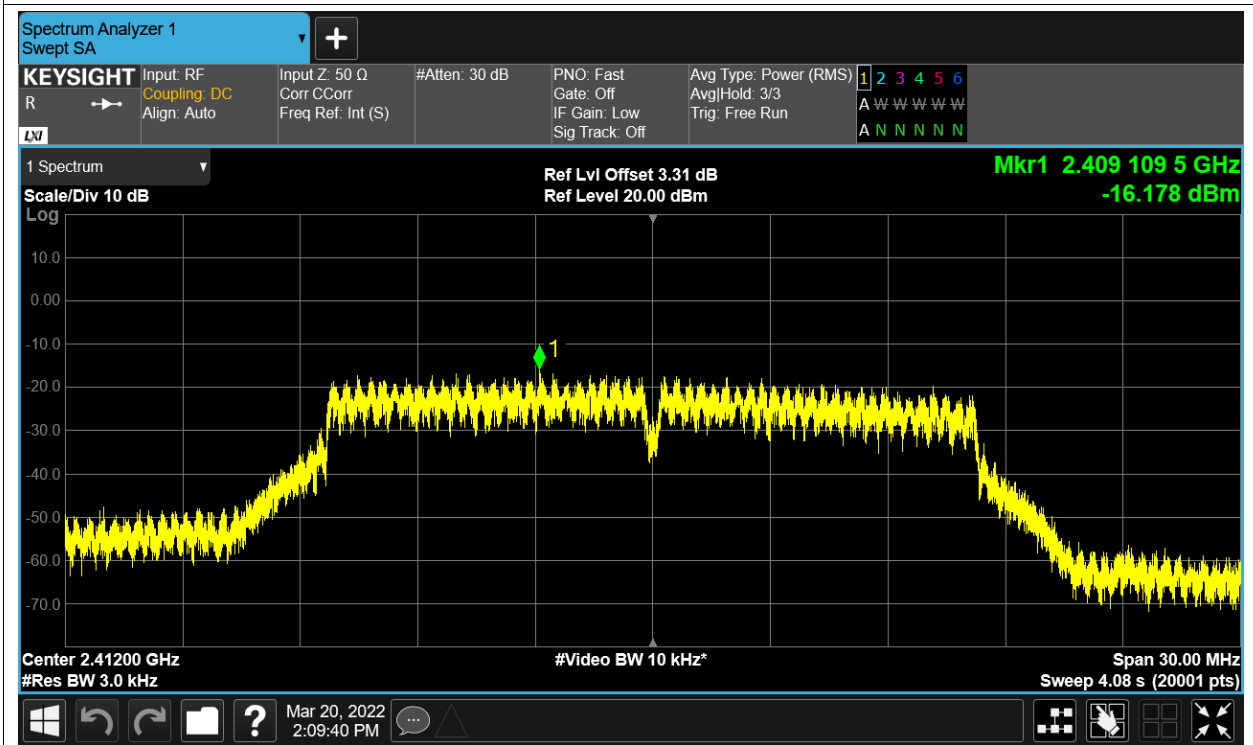 Spectrum Analyzer 1
Swept SA
KEYSIGHT
R
LXI
Input: RF
Coupling: DC
Align: Auto
Input Z: 50 Ω
Corr CCorr
Freq Ref: Int (S)
#Atten: 30 dB
PNO: Fast
Gate: Off
IF Gain: Low
Sig Track: Off
Avg Type: Power (RMS)
Avg|Hold: 3/3
Trig: Free Run
1 2 3 4 5 6
A W W W W W
A N N N N N
1 Spectrum
Scale/Div 10 dB
Log
Ref Lvl Offset 3.31 dB
Ref Level 20.00 dBm
Mkr1 2.409 109 5 GHz
-16.178 dBm
10.0
0.00
-10.0
1
-20.0
-30.0
-40.0
-50.0
-60.0
-70.0
Center 2.41200 GHz
#Video BW 10 kHz*
Span 30.00 MHz
#Res BW 3.0 kHz
Sweep 4.08 s (20001 pts)
?
Mar 20, 2022
2:09:40 PM